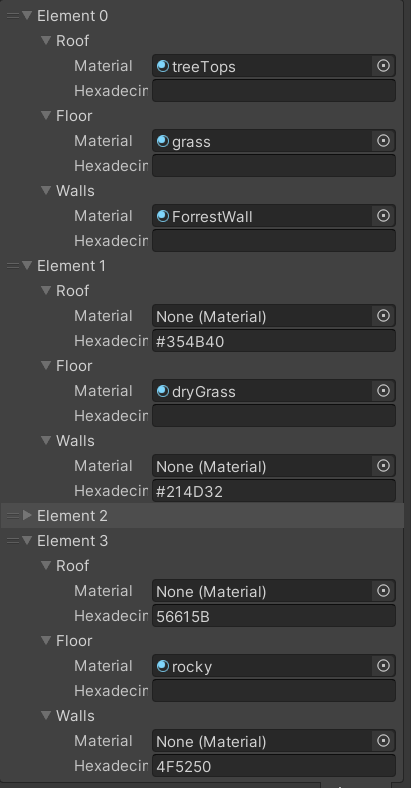 Element 0
Roof
Material treeTops
Hexadecin
Floor
Material grass
Hexadecin
Walls
Material ForrestWall
Hexadecin
Element 1
Roof
Material None (Material)
Hexadecin #354B40
Floor
Material dryGrass
Hexadecin
Walls
Material None (Material)
Hexadecin #214D32
Element 2
Element 3
Roof
Material None (Material)
Hexadecin 56615B
Floor
Material rocky
Hexadecin
Walls
Material None (Material)
Hexadecin 4F5250